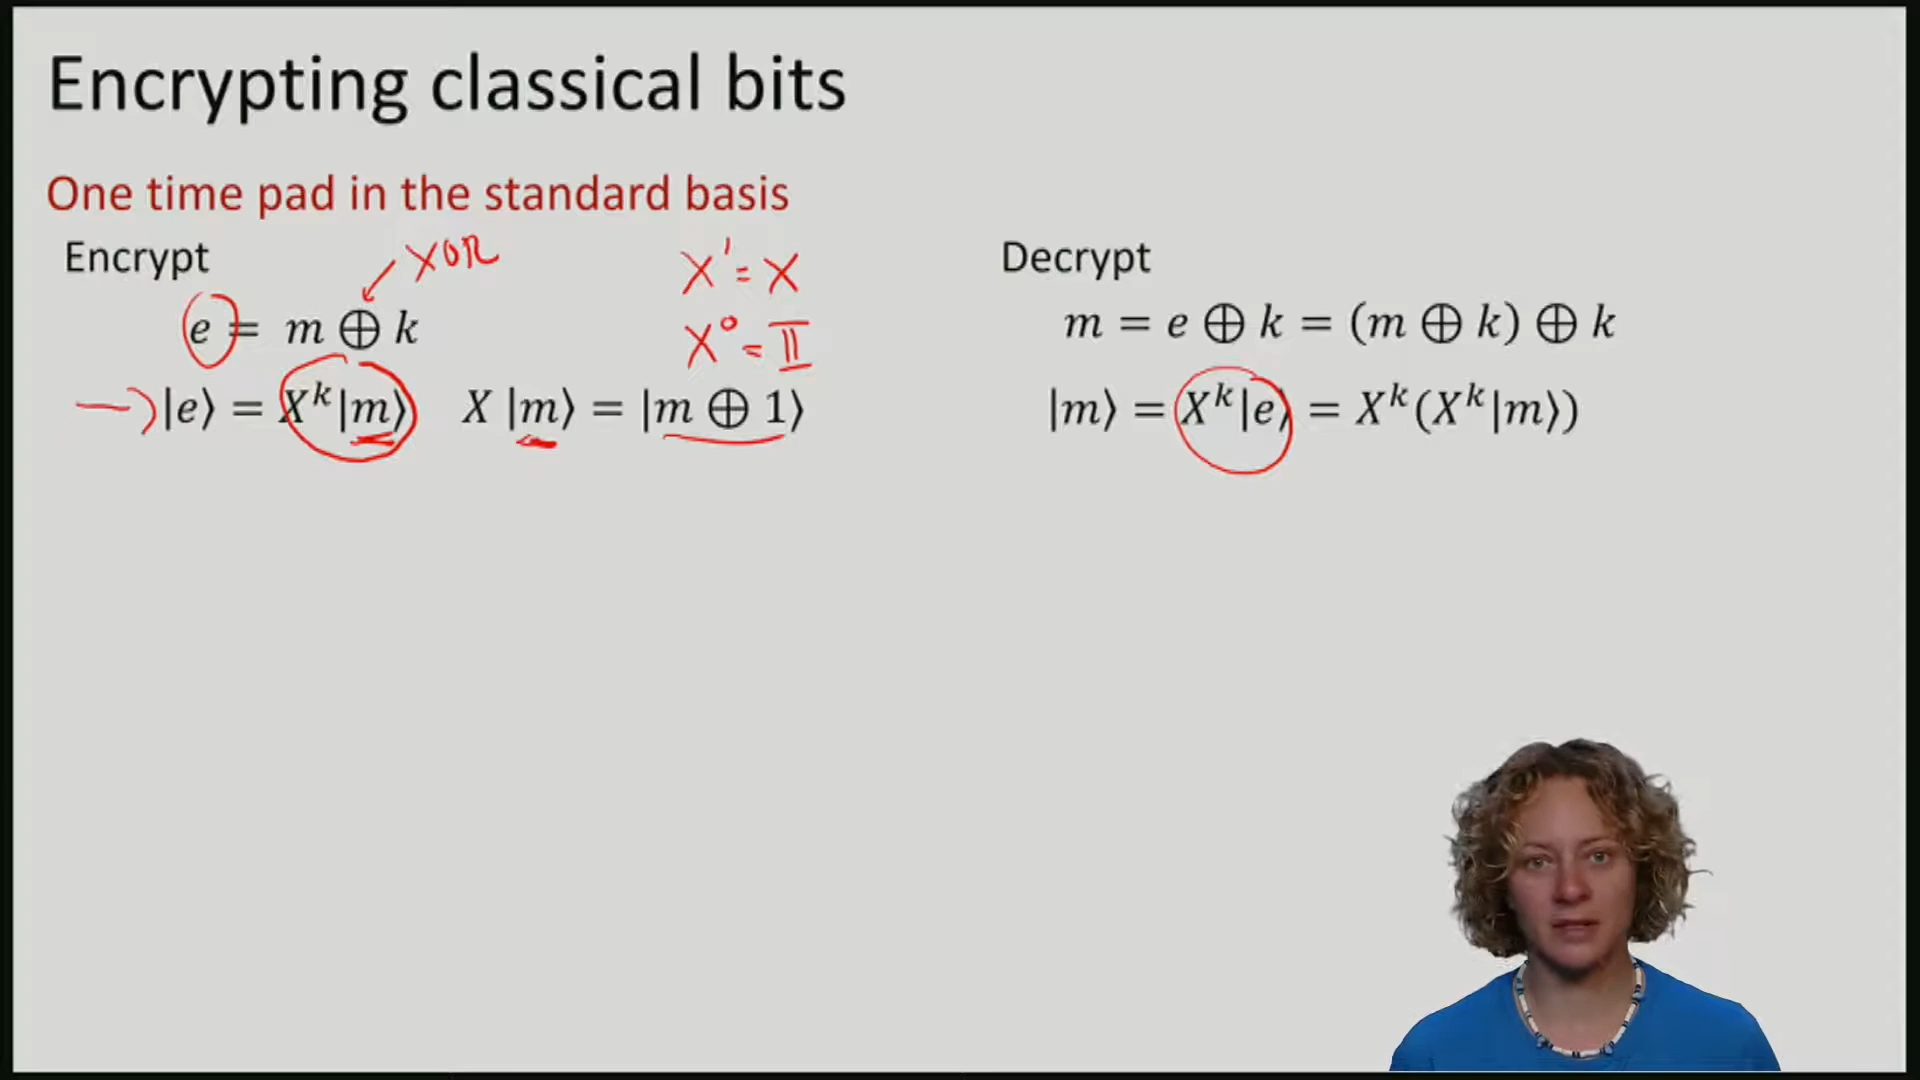 Encrypting classical bits
One time pad in the standard basis
Encrypt
XOR
e = m ⊕ k
|e⟩ = Xᵏ|m⟩ X |m⟩ = |m ⊕ 1⟩
X¹ = X
X⁰ = 𝕀
Decrypt
m = e ⊕ k = (m ⊕ k) ⊕ k
|m⟩ = Xᵏ|e⟩ = Xᵏ(Xᵏ|m⟩)